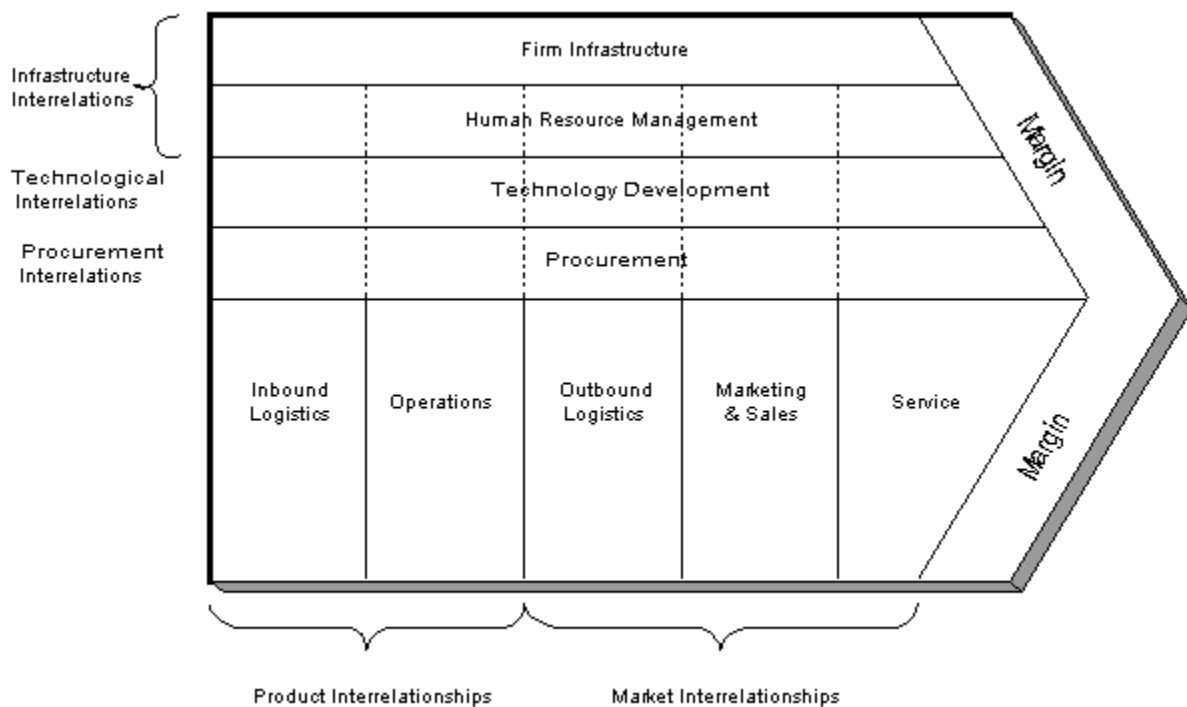 Firm Infrastructure
Infrastructure
Interrelations
Human Resource Management
Margin
Technological
Interrelations
Technology Development
Procurement
Interrelations
Procurement
Inbound
Logistics
Operations
Outbound
Logistics
Marketing
& Sales
Service
Margin
Product Interrelationships
Market Interrelationships